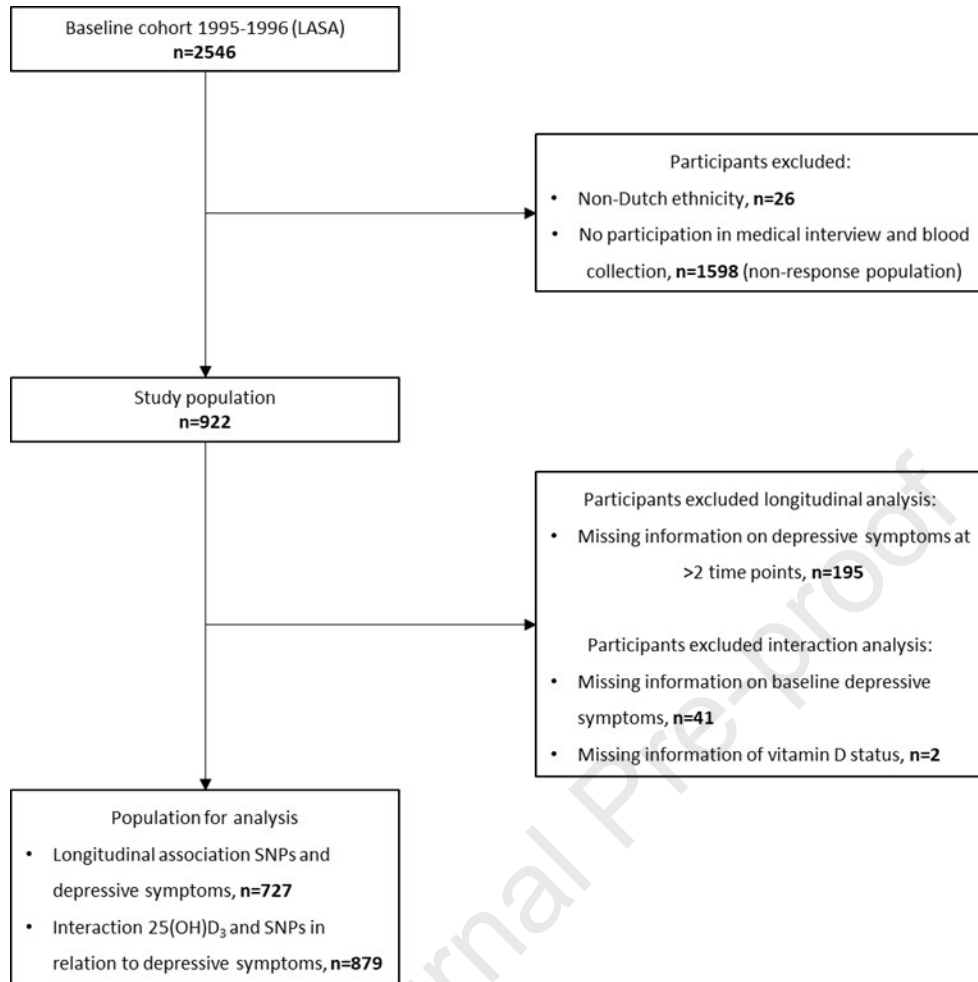 Baseline cohort 1995-1996 (LASA)
n=2546
Participants excluded:
• Non-Dutch ethnicity, n=26
• No participation in medical interview and blood
collection, n=1598 (non-response population)
Study population
n=922
Participants excluded longitudinal analysis:
• Missing information on depressive symptoms at
>2 time points, n=195
Participants excluded interaction analysis:
• Missing information on baseline depressive
symptoms, n=41
• Missing information of vitamin D status, n=2
Population for analysis
• Longitudinal association SNPs and
depressive symptoms, n=727
• Interaction 25(OH)D₃ and SNPs in
relation to depressive symptoms, n=879
rnal Pre-proof